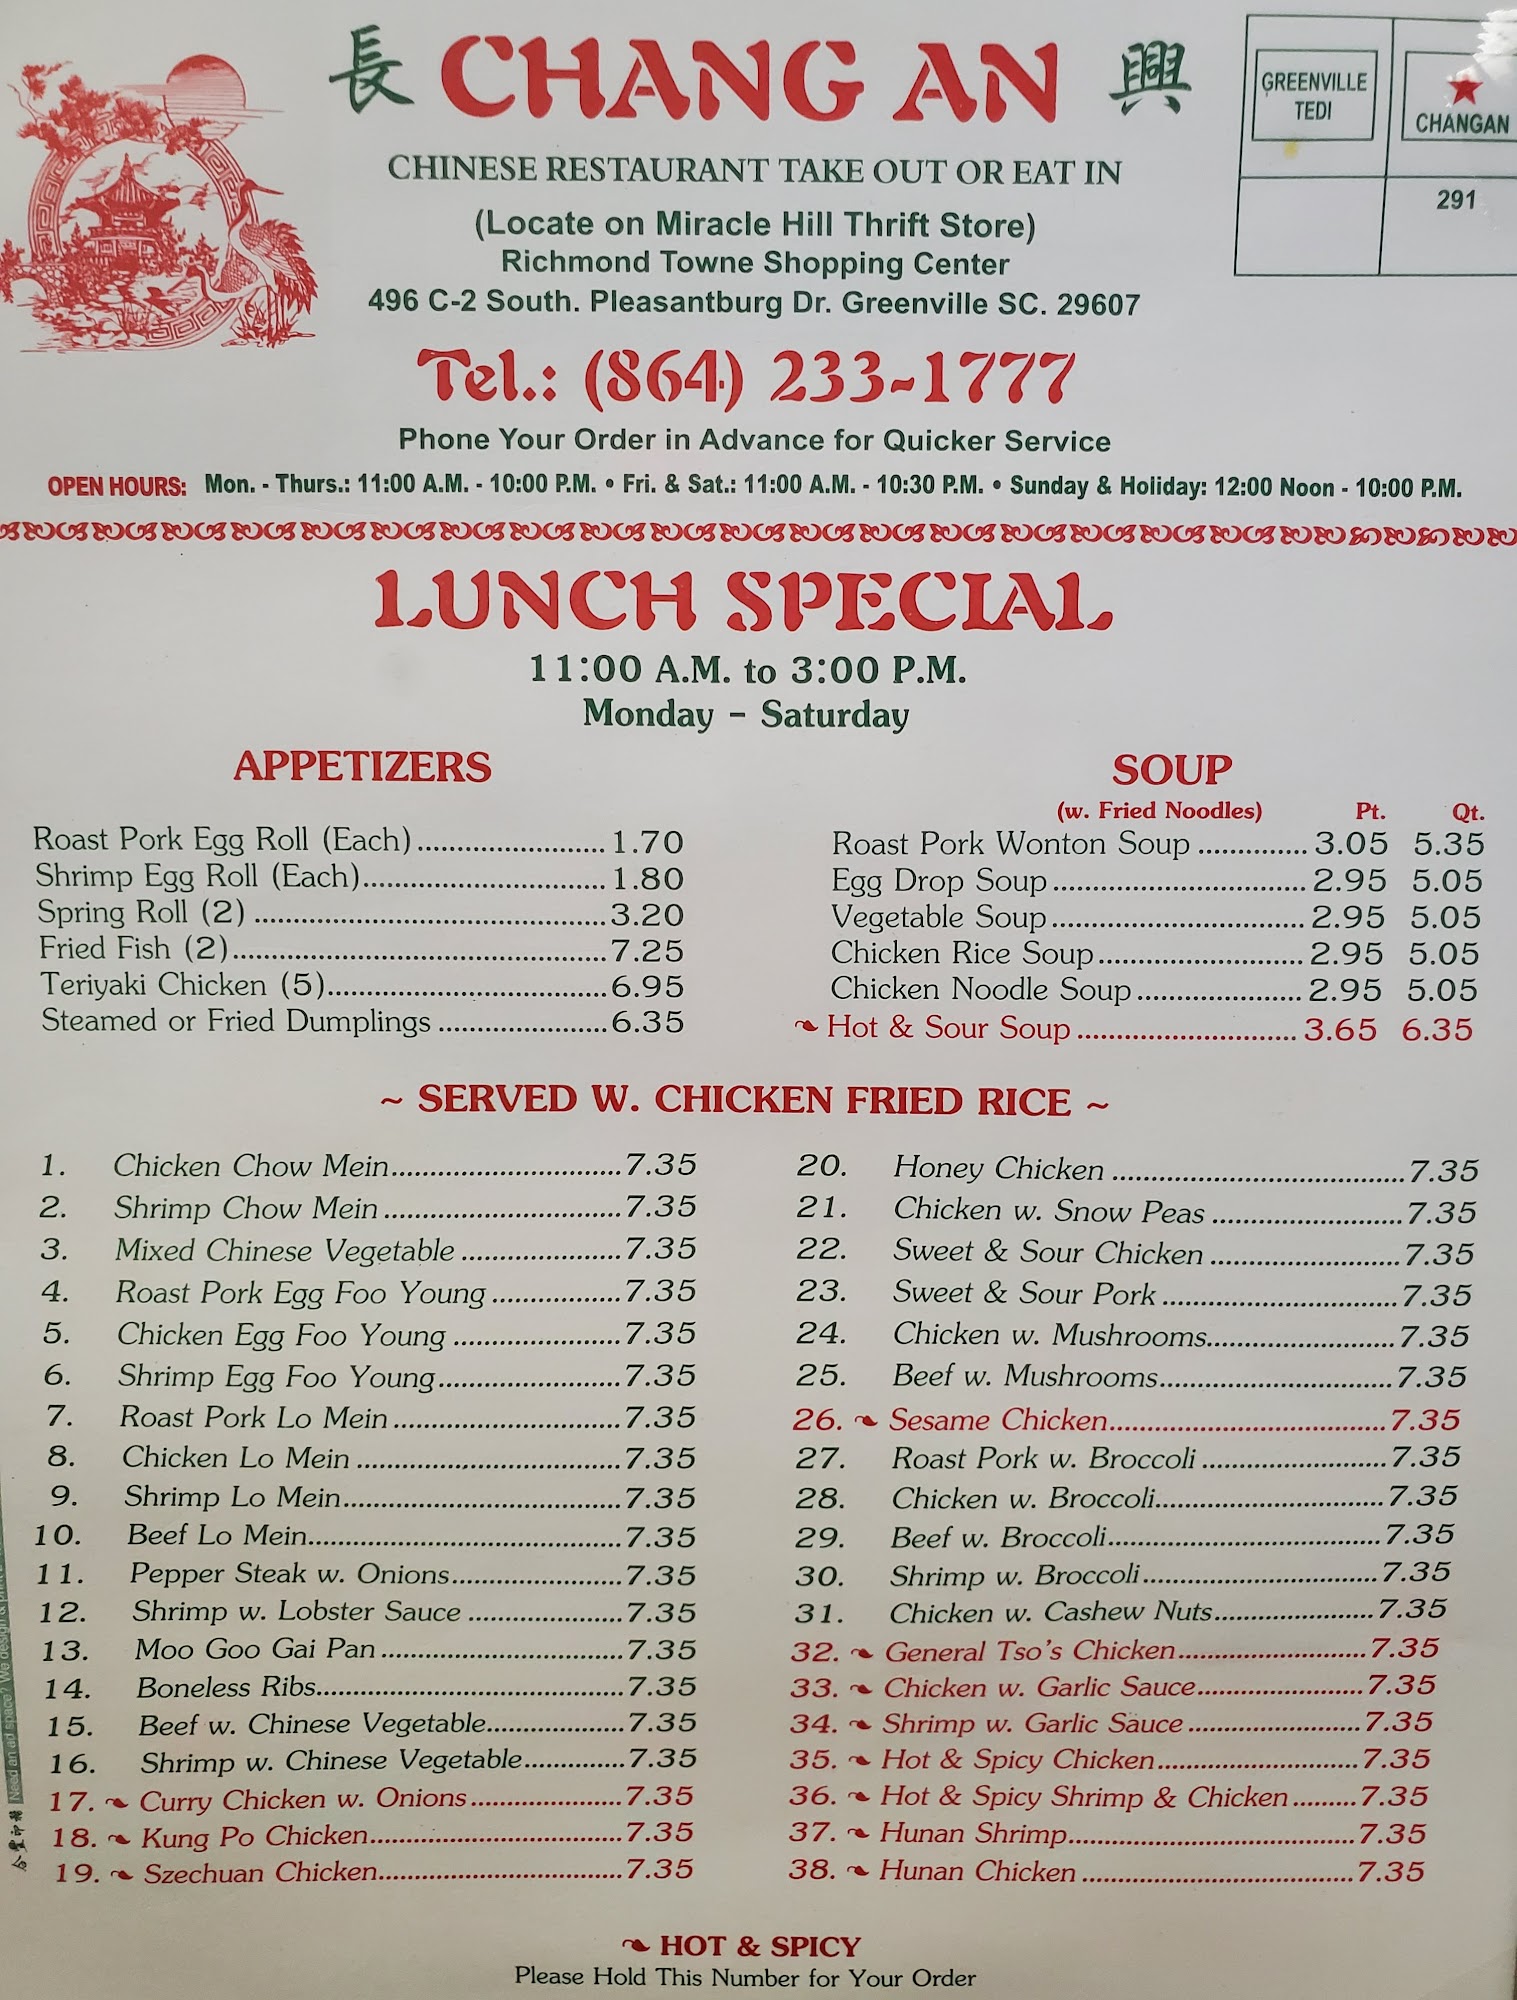 長 CHANG AN 興
CHINESE RESTAURANT TAKE OUT OR EAT IN
(Locate on Miracle Hill Thrift Store)
Richmond Towne Shopping Center
496 C-2 South. Pleasantburg Dr. Greenville SC. 29607
Tel.: (864) 233-1777
Phone Your Order in Advance for Quicker Service
GREENVILLE
TEDI
★
CHANGAN
291
OPEN HOURS: Mon. - Thurs.: 11:00 A.M. - 10:00 P.M. • Fri. & Sat.: 11:00 A.M. - 10:30 P.M. • Sunday & Holiday: 12:00 Noon - 10:00 P.M.
LUNCH SPECIAL
11:00 A.M. to 3:00 P.M.
Monday – Saturday
APPETIZERS
Roast Pork Egg Roll (Each)........................ 1.70
Shrimp Egg Roll (Each)............................... 1.80
Spring Roll (2) .............................................3.20
Fried Fish (2)................................................7.25
Teriyaki Chicken (5)....................................6.95
Steamed or Fried Dumplings ......................6.35
SOUP
(w. Fried Noodles) Pt. Qt.
Roast Pork Wonton Soup .............. 3.05 5.35
Egg Drop Soup................................ 2.95 5.05
Vegetable Soup................................ 2.95 5.05
Chicken Rice Soup.......................... 2.95 5.05
Chicken Noodle Soup..................... 2.95 5.05
Hot & Sour Soup............................ 3.65 6.35
~ SERVED W. CHICKEN FRIED RICE ~
1. Chicken Chow Mein.............................7.35
2. Shrimp Chow Mein ..............................7.35
3. Mixed Chinese Vegetable ....................7.35
4. Roast Pork Egg Foo Young ................7.35
5. Chicken Egg Foo Young .....................7.35
6. Shrimp Egg Foo Young.......................7.35
7. Roast Pork Lo Mein .............................7.35
8. Chicken Lo Mein .................................7.35
9. Shrimp Lo Mein...................................7.35
10. Beef Lo Mein.......................................7.35
11. Pepper Steak w. Onions.....................7.35
12. Shrimp w. Lobster Sauce ...................7.35
13. Moo Goo Gai Pan ..............................7.35
14. Boneless Ribs......................................7.35
15. Beef w. Chinese Vegetable.................7.35
16. Shrimp w. Chinese Vegetable............7.35
17. Curry Chicken w. Onions...................7.35
18. Kung Po Chicken...............................7.35
19. Szechuan Chicken..............................7.35
20. Honey Chicken ....................................7.35
21. Chicken w. Snow Peas ........................7.35
22. Sweet & Sour Chicken ........................7.35
23. Sweet & Sour Pork ..............................7.35
24. Chicken w. Mushrooms.......................7.35
25. Beef w. Mushrooms.............................7.35
26. Sesame Chicken..................................7.35
27. Roast Pork w. Broccoli .......................7.35
28. Chicken w. Broccoli............................7.35
29. Beef w. Broccoli..................................7.35
30. Shrimp w. Broccoli.............................7.35
31. Chicken w. Cashew Nuts....................7.35
32. General Tso's Chicken.......................7.35
33. Chicken w. Garlic Sauce....................7.35
34. Shrimp w. Garlic Sauce .....................7.35
35. Hot & Spicy Chicken.........................7.35
36. Hot & Spicy Shrimp & Chicken.........7.35
37. Hunan Shrimp...................................7.35
38. Hunan Chicken .................................7.35
HOT & SPICY
Please Hold This Number for Your Order
Need an ad space? We design &